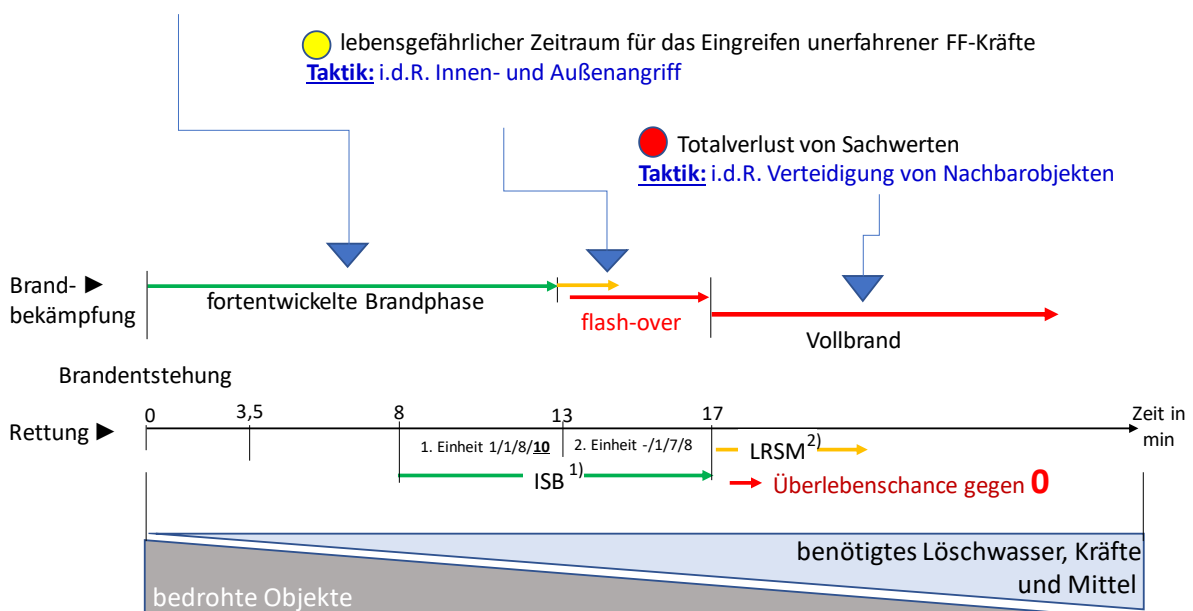 lebensgefährlicher Zeitraum für das Eingreifen unerfahrener FF-Kräfte
Taktik: i.d.R. Innen- und Außenangriff
Totalverlust von Sachwerten
Taktik: i.d.R. Verteidigung von Nachbarobjekten
Brand- ►
bekämpfung
fortentwickelte Brandphase
flash-over
Vollbrand
Brandentstehung
Rettung ►
0
3,5
8
13
17
Zeit in
min
1. Einheit 1/1/8/10
2. Einheit -/1/7/8
ISB 1)
LRSM2)
Überlebenschance gegen 0
benötigtes Löschwasser, Kräfte
und Mittel
bedrohte Objekte